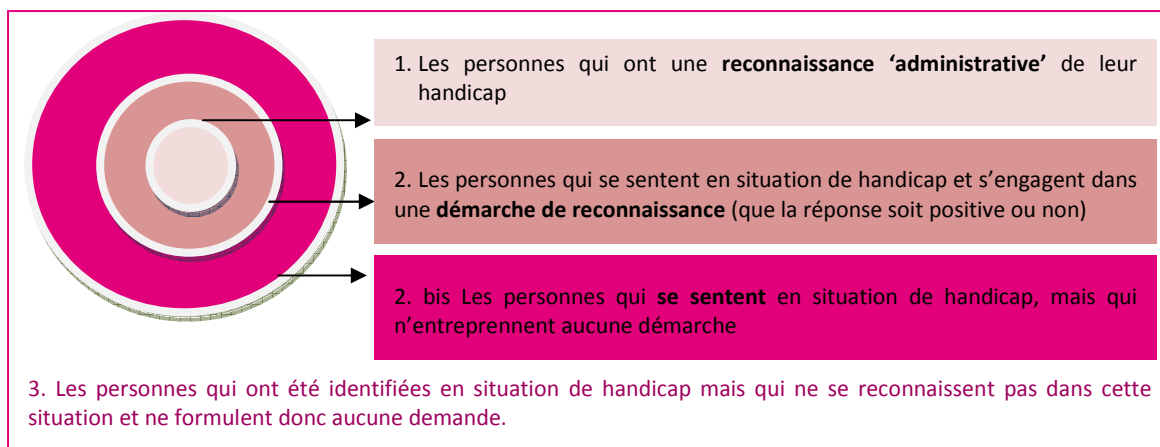 1. Les personnes qui ont une reconnaissance ‘administrative’ de leur
handicap
2. Les personnes qui se sentent en situation de handicap et s’engagent dans
une démarche de reconnaissance (que la réponse soit positive ou non)
2. bis Les personnes qui se sentent en situation de handicap, mais qui
n’entreprennent aucune démarche
3. Les personnes qui ont été identifiées en situation de handicap mais qui ne se reconnaissent pas dans cette
situation et ne formulent donc aucune demande.